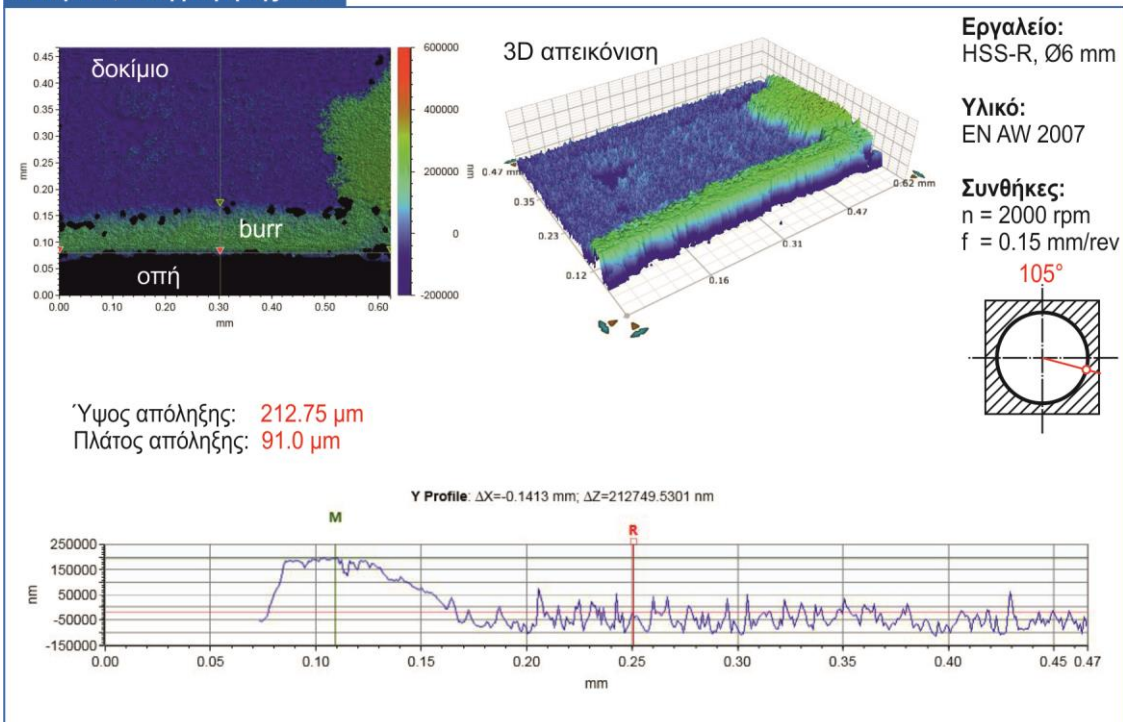 δοκίμιο
burr
οπή
0.45
0.40
0.35
0.30
0.25
0.20
0.15
0.10
0.05
0.00
mm
0.00 0.10 0.20 0.30 0.40 0.50 0.60
mm
600000
400000
200000
0
-200000
nm
3D απεικόνιση
0.47 mm
0.35
0.23
0.12
0.16
0.31
0.47
0.62 mm
Εργαλείο:
HSS-R, Ø6 mm
Υλικό:
EN AW 2007
Συνθήκες:
n = 2000 rpm
f = 0.15 mm/rev
105°
Ύψος απόληξης: 212.75 μm
Πλάτος απόληξης: 91.0 μm
Y Profile: ΔX=-0.1413 mm; ΔZ=212749.5301 nm
M
R
250000
150000
50000
-50000
-150000
nm
0.00 0.05 0.10 0.15 0.20 0.25 0.30 0.35 0.40 0.45 0.47
mm